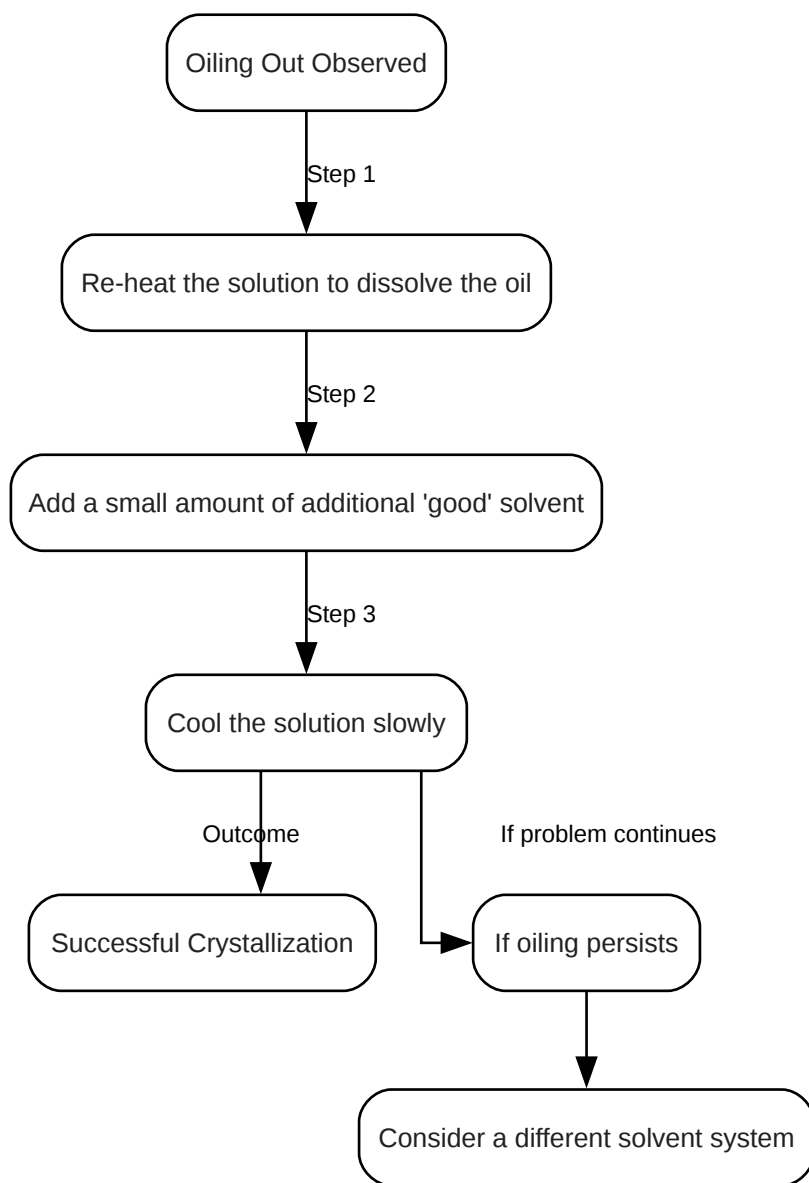 Oiling Out Observed
Step 1
Re-heat the solution to dissolve the oil
Step 2
Add a small amount of additional 'good' solvent
Step 3
Cool the solution slowly
Outcome
If problem continues
Successful Crystallization
If oiling persists
Consider a different solvent system